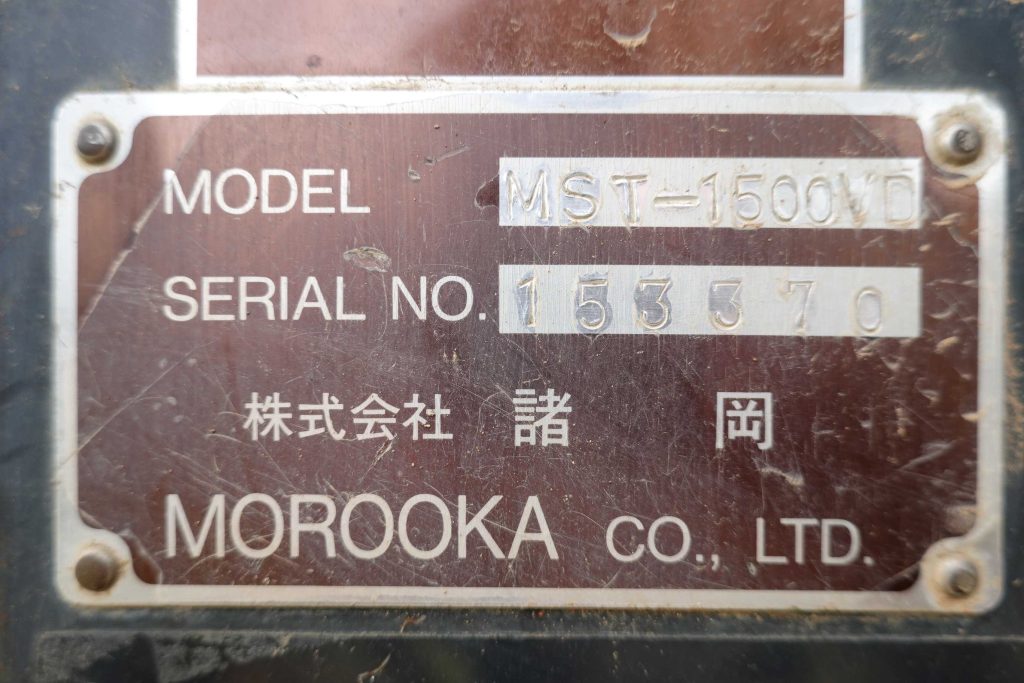 MODEL MST-1500VD
SERIAL NO. 153370
株式会社 諸 岡
MOROOKA CO., LTD.